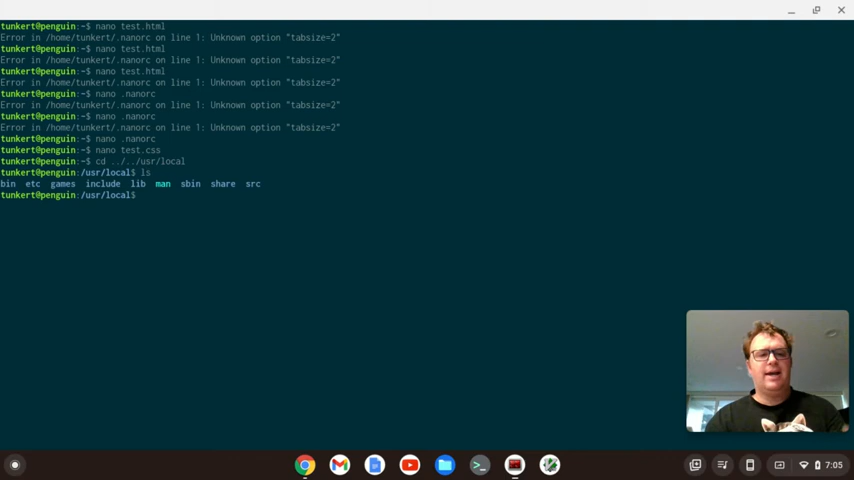 tunkert@penguin:~$ nano test.html
Error in /home/tunkert/.nanorc on line 1: Unknown option "tabsize=2"
tunkert@penguin:~$ nano test.html
Error in /home/tunkert/.nanorc on line 1: Unknown option "tabsize=2"
tunkert@penguin:~$ nano test.html
Error in /home/tunkert/.nanorc on line 1: Unknown option "tabsize=2"
tunkert@penguin:~$ nano .nanorc
Error in /home/tunkert/.nanorc on line 1: Unknown option "tabsize=2"
tunkert@penguin:~$ nano .nanorc
Error in /home/tunkert/.nanorc on line 1: Unknown option "tabsize=2"
tunkert@penguin:~$ nano .nanorc
tunkert@penguin:~$ nano test.css
tunkert@penguin:~$ cd ../../usr/local
tunkert@penguin:/usr/local$ ls
bin etc games include lib man sbin share src
tunkert@penguin:/usr/local$
7:05